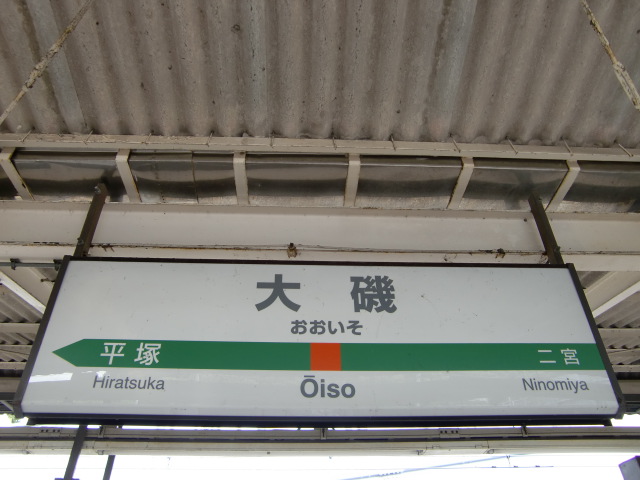 大磯
おおいそ
平塚 二宮
Hiratsuka Ōiso Ninomiya